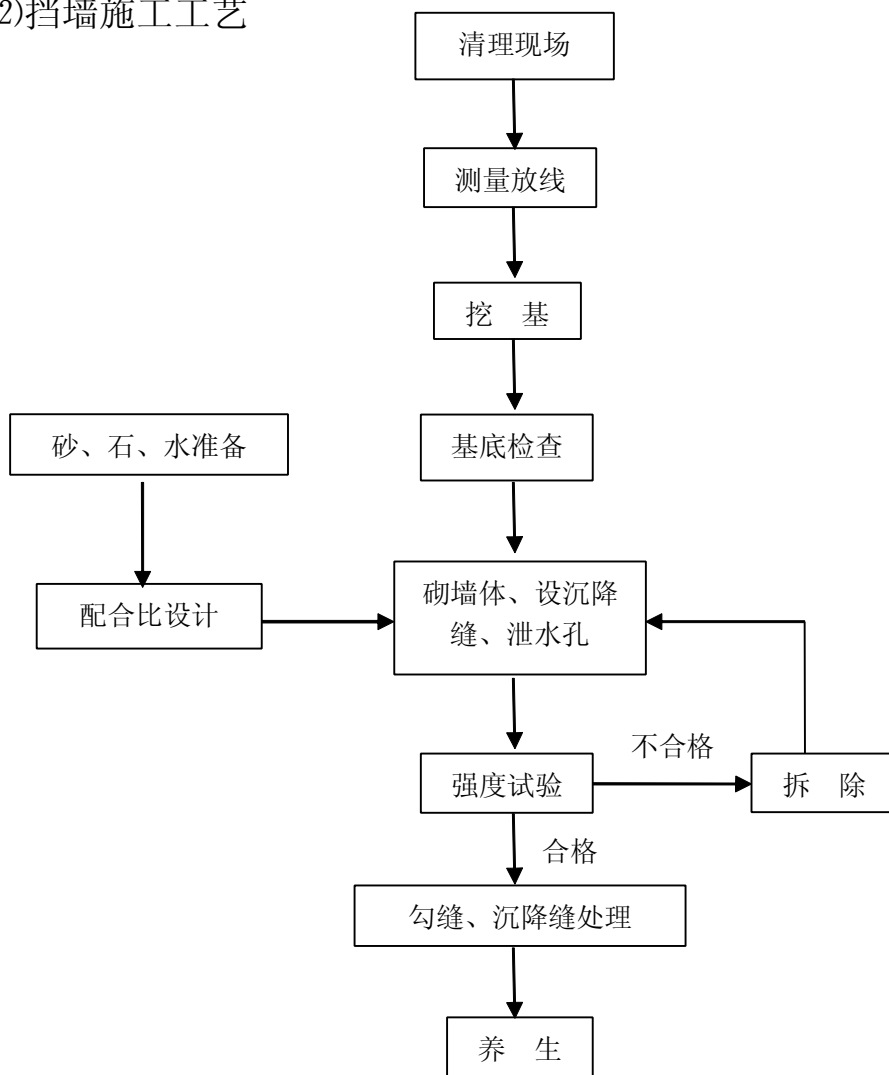 2)挡墙施工工艺
清理现场
测量放线
挖 基
砂、石、水准备
基底检查
配合比设计
砌墙体、设沉降
缝、泄水孔
不合格
强度试验
拆 除
合格
勾缝、沉降缝处理
养 生